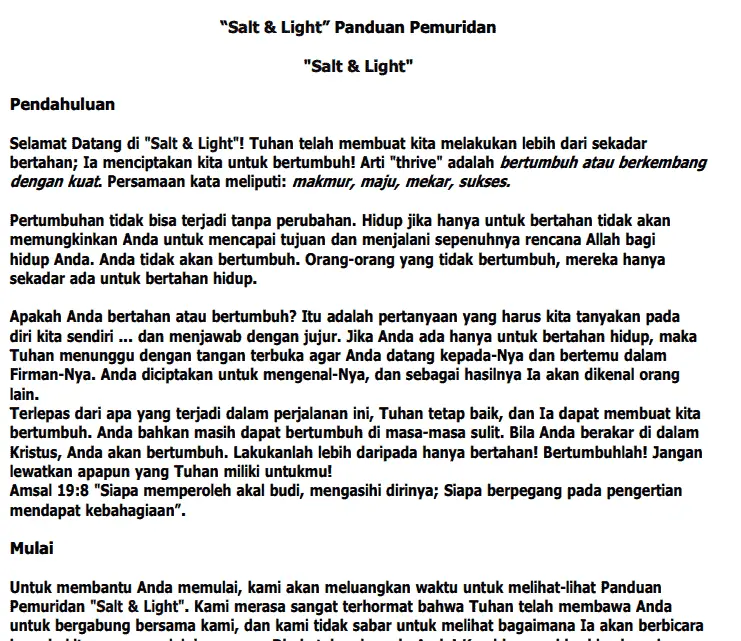 “Salt & Light” Panduan Pemuridan
"Salt & Light"
Pendahuluan
Selamat Datang di "Salt & Light"! Tuhan telah membuat kita melakukan lebih dari sekadar
bertahan; Ia menciptakan kita untuk bertumbuh! Arti "thrive" adalah bertumbuh atau berkembang
dengan kuat. Persamaan kata meliputi: makmur, maju, mekar, sukses.
Pertumbuhan tidak bisa terjadi tanpa perubahan. Hidup jika hanya untuk bertahan tidak akan
memungkinkan Anda untuk mencapai tujuan dan menjalani sepenuhnya rencana Allah bagi
hidup Anda. Anda tidak akan bertumbuh. Orang-orang yang tidak bertumbuh, mereka hanya
sekadar ada untuk bertahan hidup.
Apakah Anda bertahan atau bertumbuh? Itu adalah pertanyaan yang harus kita tanyakan pada
diri kita sendiri ... dan menjawab dengan jujur. Jika Anda ada hanya untuk bertahan hidup, maka
Tuhan menunggu dengan tangan terbuka agar Anda datang kepada-Nya dan bertemu dalam
Firman-Nya. Anda diciptakan untuk mengenal-Nya, dan sebagai hasilnya Ia akan dikenal orang
lain.
Terlepas dari apa yang terjadi dalam perjalanan ini, Tuhan tetap baik, dan Ia dapat membuat kita
bertumbuh. Anda bahkan masih dapat bertumbuh di masa-masa sulit. Bila Anda berakar di dalam
Kristus, Anda akan bertumbuh. Lakukanlah lebih daripada hanya bertahan! Bertumbuhlah! Jangan
lewatkan apapun yang Tuhan miliki untukmu!
Amsal 19:8 "Siapa memperoleh akal budi, mengasihi dirinya; Siapa berpegang pada pengertian
mendapat kebahagiaan”.
Mulai
Untuk membantu Anda memulai, kami akan meluangkan waktu untuk melihat-lihat Panduan
Pemuridan "Salt & Light". Kami merasa sangat terhormat bahwa Tuhan telah membawa Anda
untuk bergabung bersama kami, dan kami tidak sabar untuk melihat bagaimana Ia akan berbicara